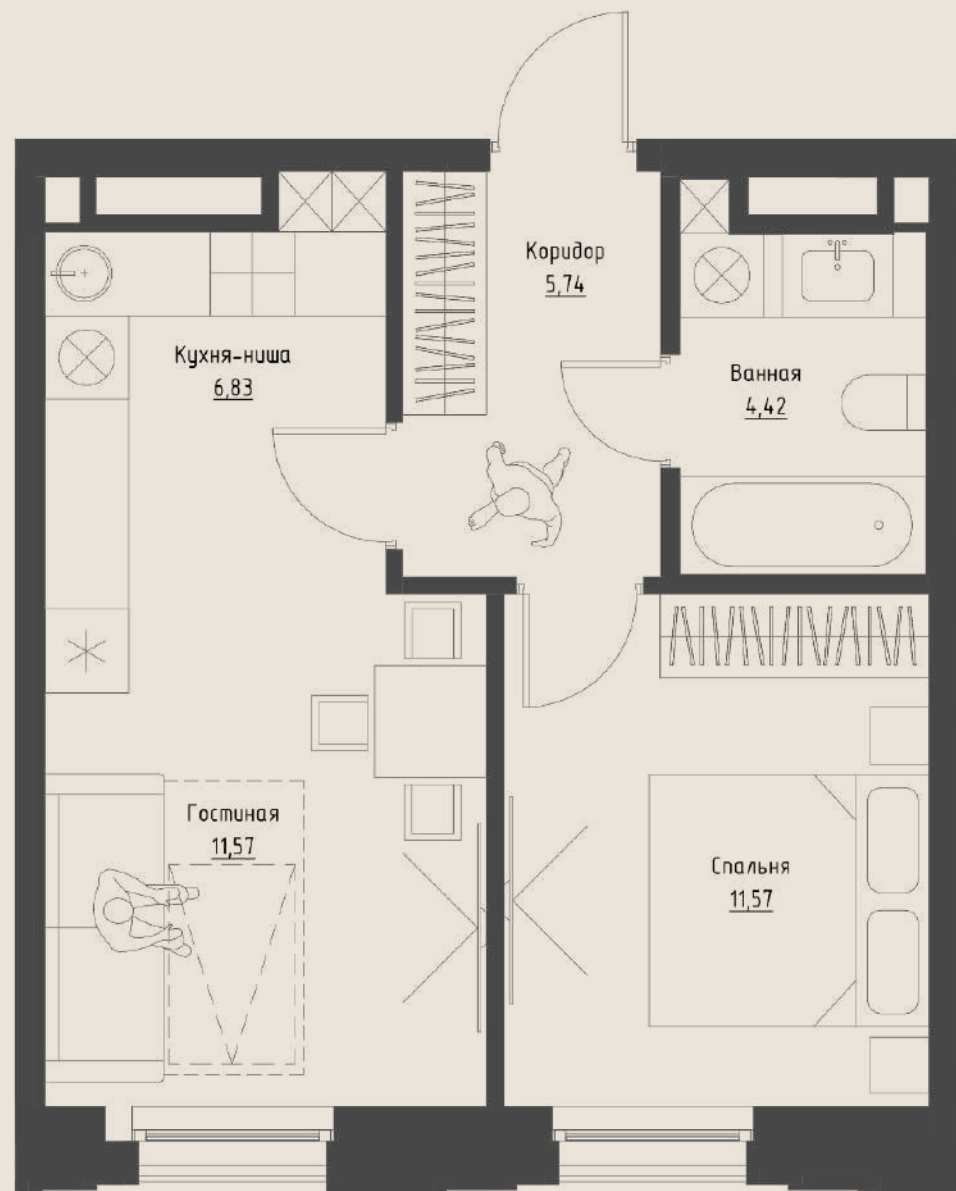 Коридор
5,74
Кухня-ниша
6,83
Ванная
4,42
Гостиная
11,57
Спальня
11,57